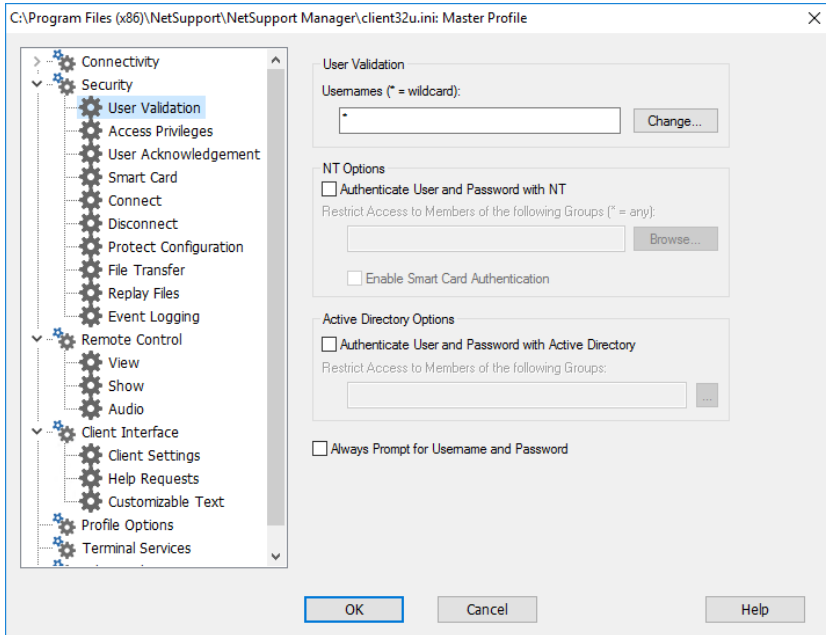 C:\Program Files (x86)\NetSupport\NetSupport Manager\client32u.ini: Master Profile
Connectivity
Security
User Validation
Access Privileges
User Acknowledgement
Smart Card
Connect
Disconnect
Protect Configuration
File Transfer
Replay Files
Event Logging
Remote Control
View
Show
Audio
Client Interface
Client Settings
Help Requests
Customizable Text
Profile Options
Terminal Services
User Validation
Usernames (* = wildcard):
*
Change...
NT Options
Authenticate User and Password with NT
Restrict Access to Members of the following Groups (* = any):
Browse...
Enable Smart Card Authentication
Active Directory Options
Authenticate User and Password with Active Directory
Restrict Access to Members of the following Groups:
...
Always Prompt for Username and Password
OK
Cancel
Help